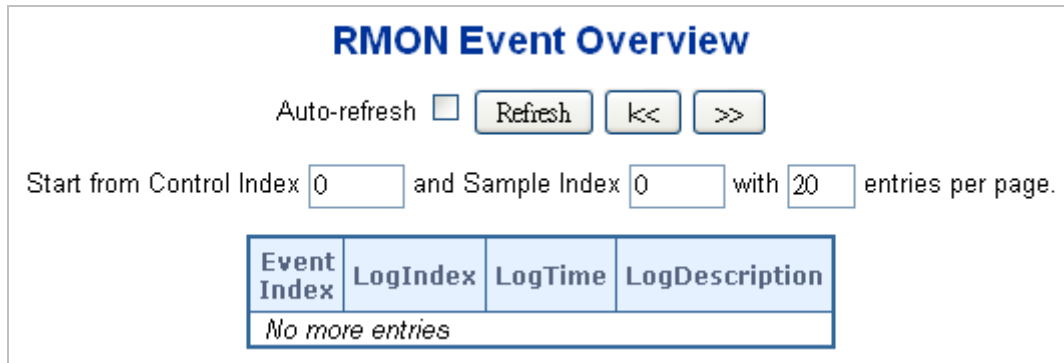 RMON Event Overview
Auto-refresh Refresh |<< >>
Start from Control Index 0 and Sample Index 0 with 20 entries per page.
Event Index LogIndex LogTime LogDescription
No more entries